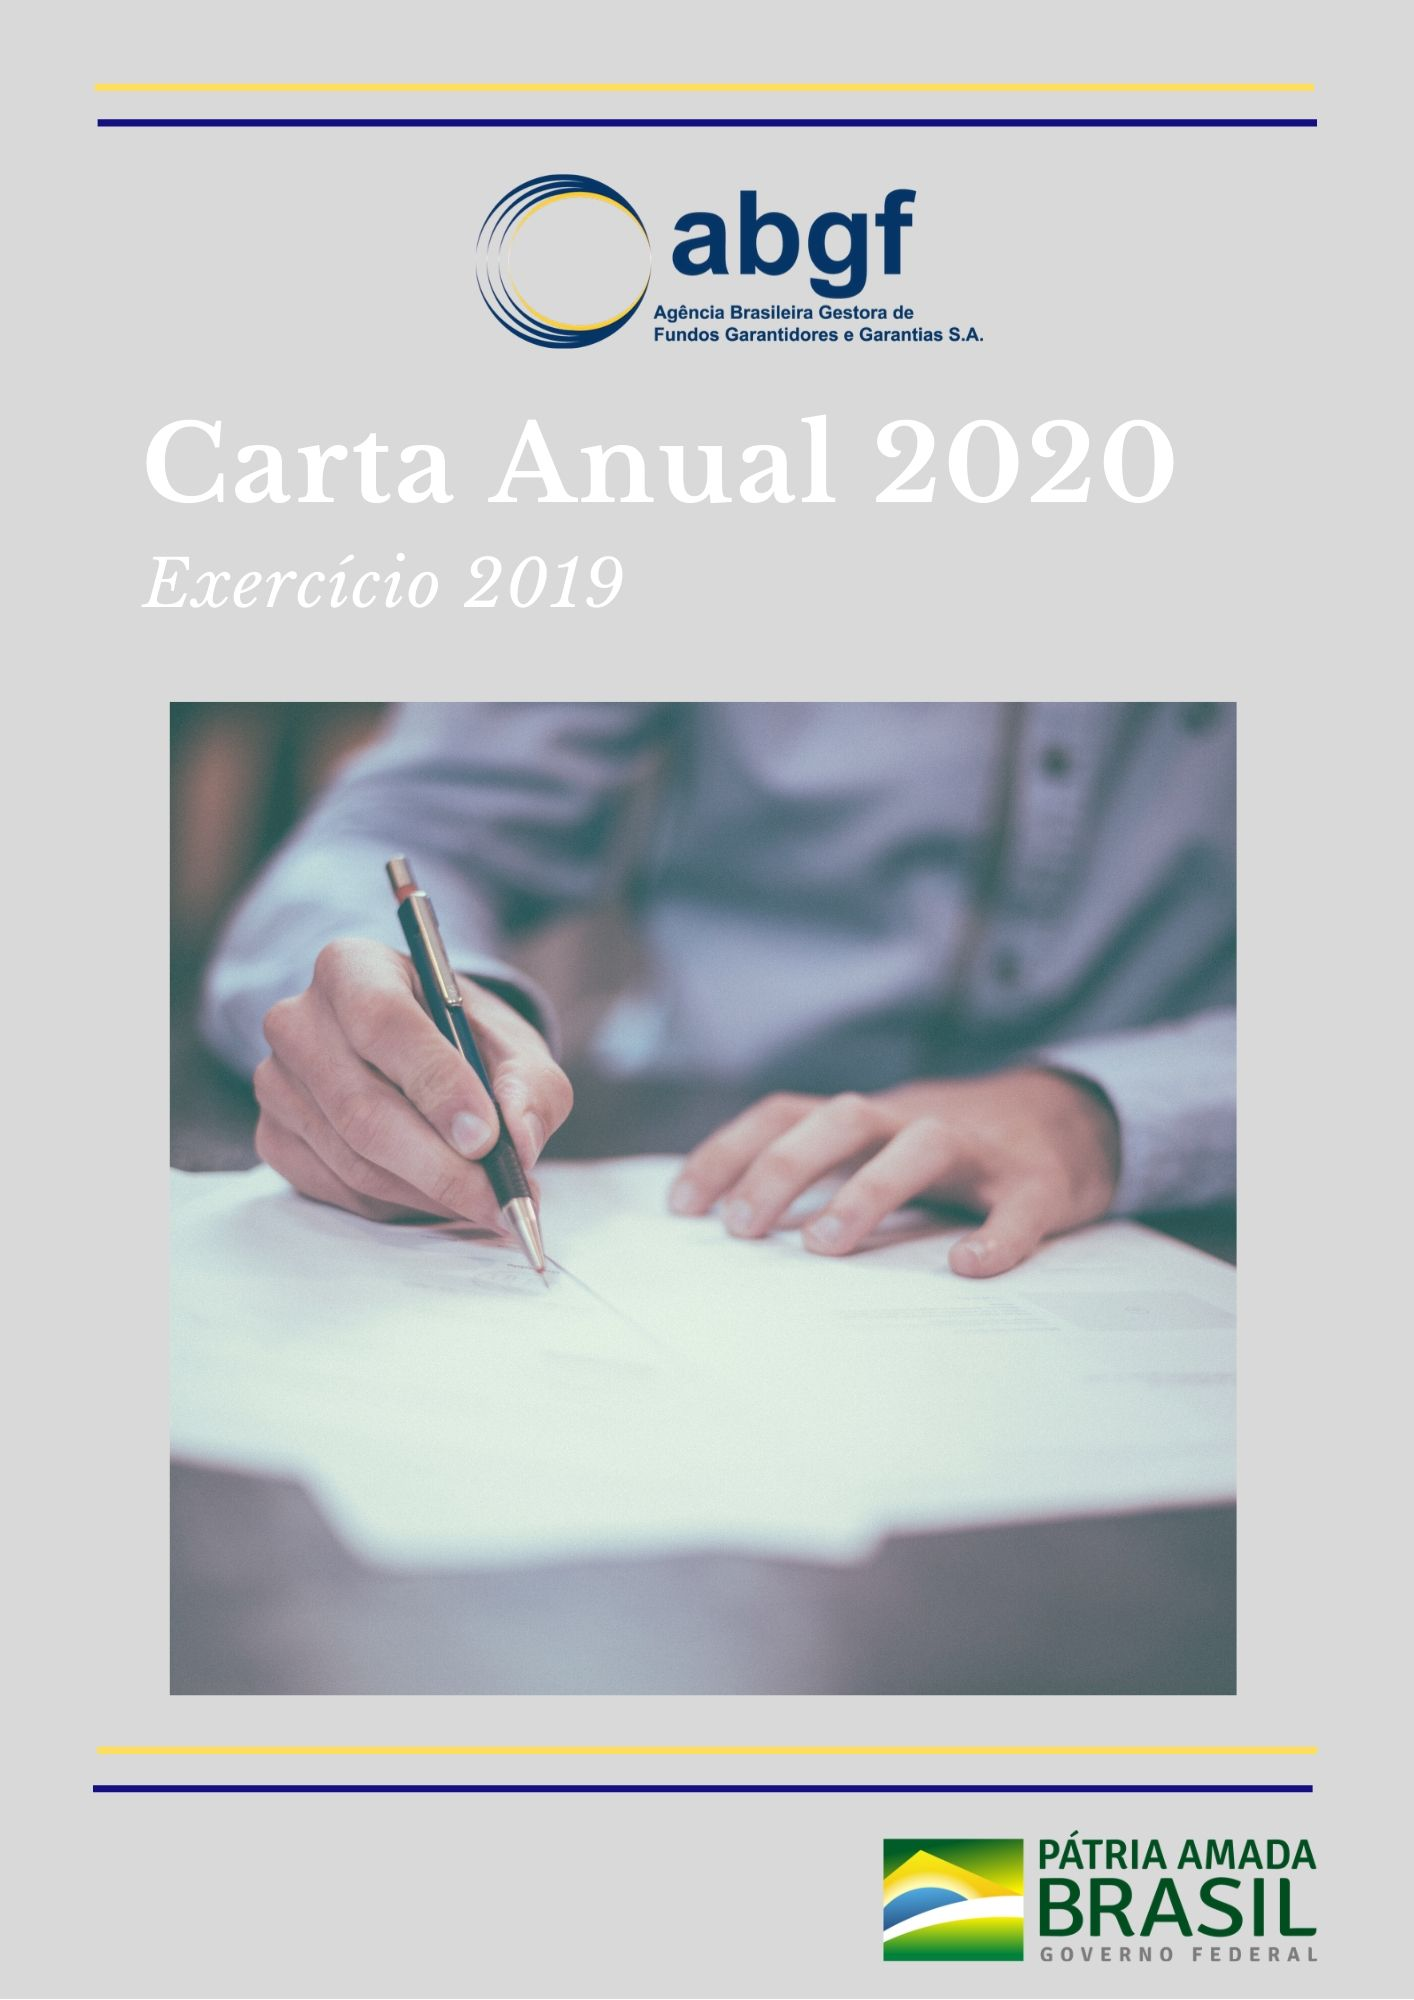 abgf
Agência Brasileira Gestora de
Fundos Garantidores e Garantias S.A.
Carta Anual 2020
Exercício 2019
PÁTRIA AMADA
BRASIL
GOVERNO FEDERAL